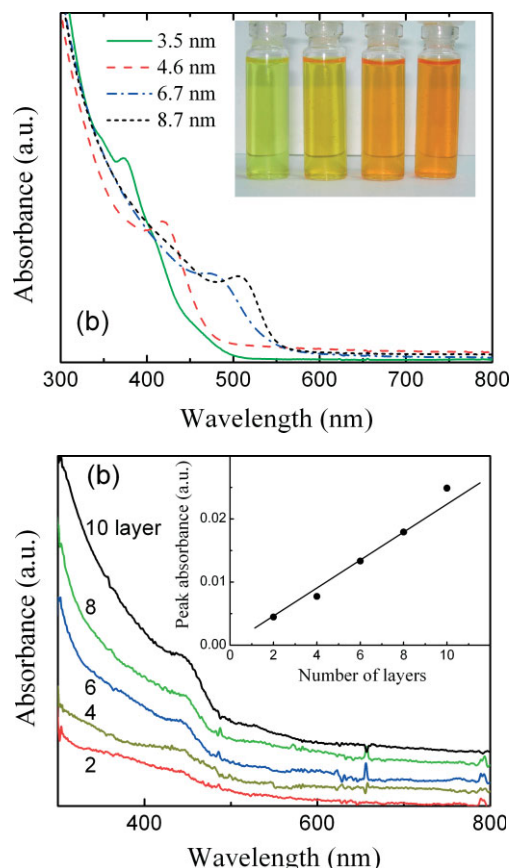 3.5 nm
4.6 nm
6.7 nm
8.7 nm
Absorbance (a.u.)
(b)
300 400 500 600 700 800
Wavelength (nm)
(b)
10 layer
8
6
4
2
Absorbance (a.u.)
Peak absorbance (a.u.)
0.02
0.01
0.00
0 2 4 6 8 10
Number of layers
400 600 800
Wavelength (nm)